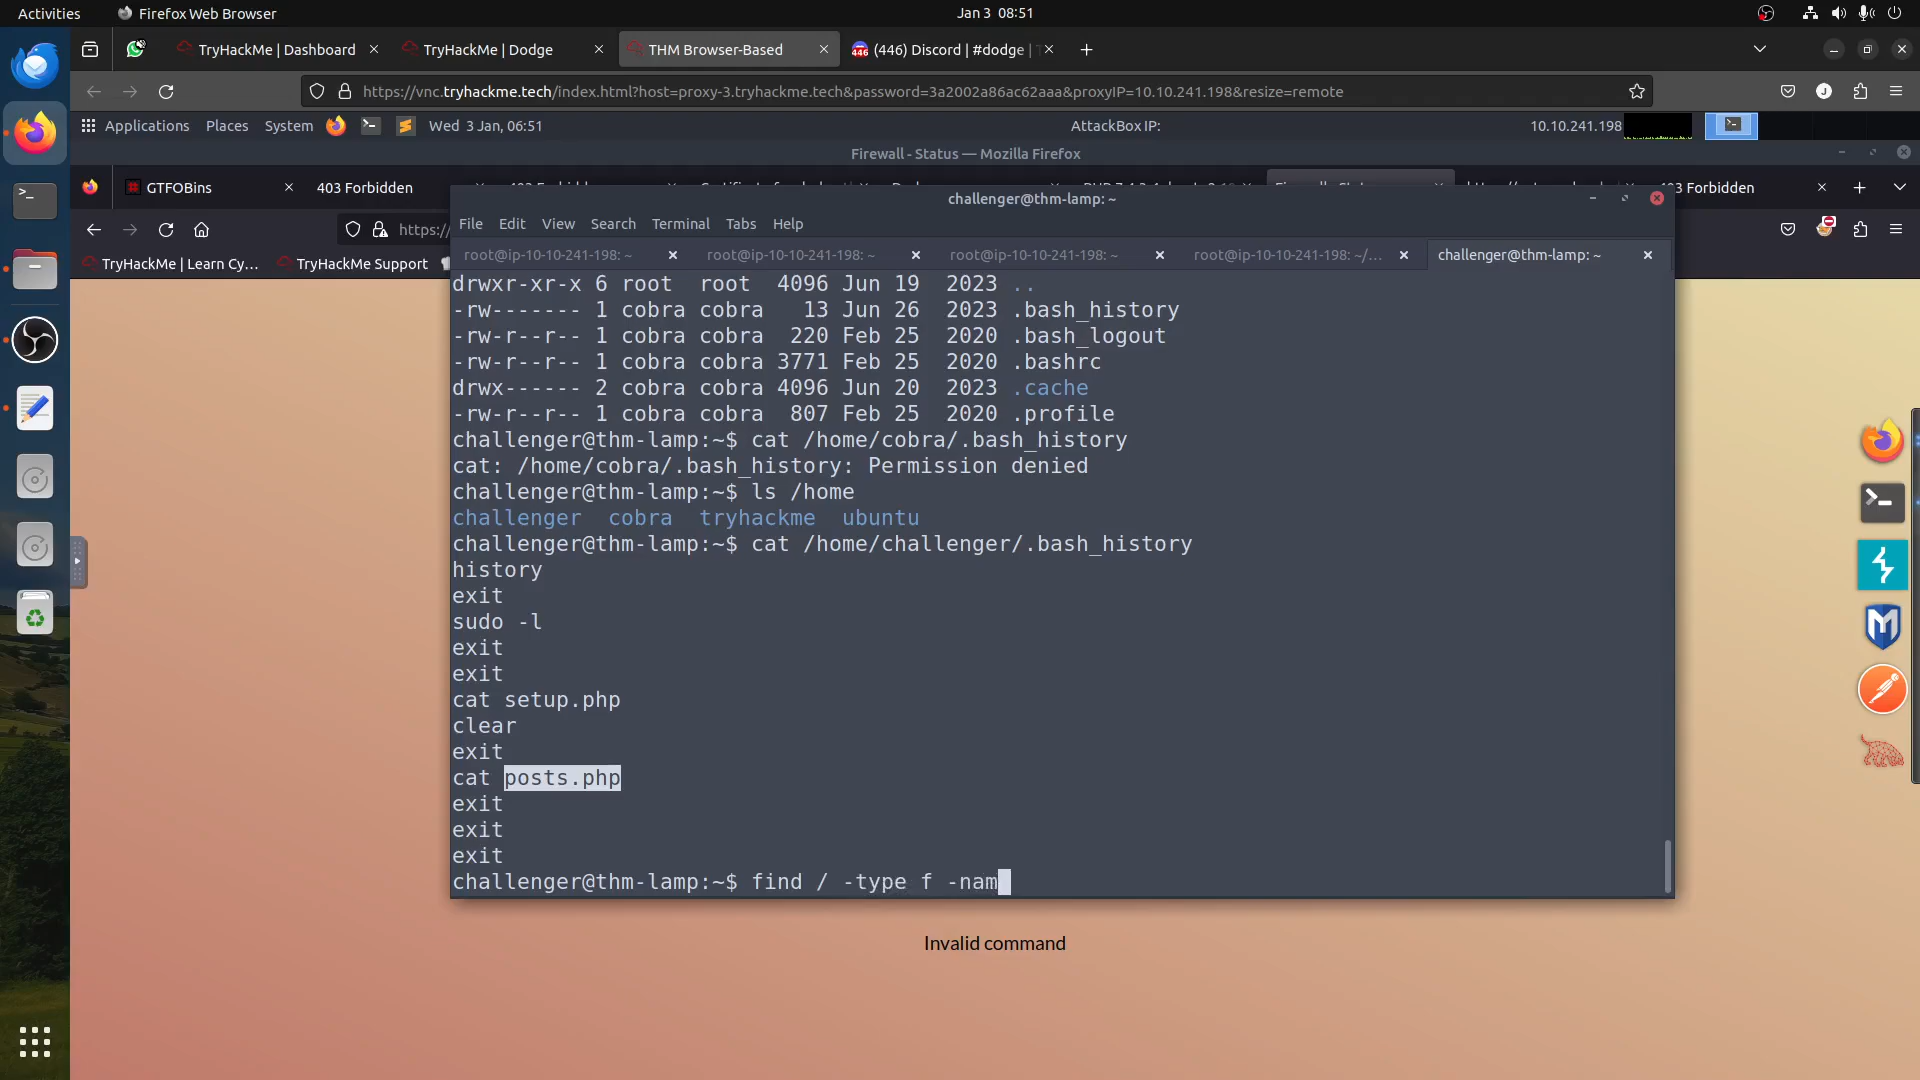 Activities Firefox Web Browser Jan 3 08:51
TryHackMe | Dashboard TryHackMe | Dodge THM Browser-Based (446) Discord | #dodge |
https://vnc.tryhackme.tech/index.html?host=proxy-3.tryhackme.tech&password=3a2002a86ac62aaa&proxyIP=10.10.241.198&resize=remote
Applications Places System Wed 3 Jan, 06:51 AttackBox IP: 10.10.241.198
Firewall - Status — Mozilla Firefox
GTFOBins 403 Forbidden 3 Forbidden
https:/
TryHackMe | Learn Cy... TryHackMe Support
challenger@thm-lamp: ~
File Edit View Search Terminal Tabs Help
root@ip-10-10-241-198: ~ root@ip-10-10-241-198: ~ root@ip-10-10-241-198: ~ root@ip-10-10-241-198: ~/... challenger@thm-lamp: ~
drwxr-xr-x 6 root root 4096 Jun 19 2023 ..
-rw------- 1 cobra cobra 13 Jun 26 2023 .bash_history
-rw-r--r-- 1 cobra cobra 220 Feb 25 2020 .bash_logout
-rw-r--r-- 1 cobra cobra 3771 Feb 25 2020 .bashrc
drwx------ 2 cobra cobra 4096 Jun 20 2023 .cache
-rw-r--r-- 1 cobra cobra 807 Feb 25 2020 .profile
challenger@thm-lamp:~$ cat /home/cobra/.bash_history
cat: /home/cobra/.bash_history: Permission denied
challenger@thm-lamp:~$ ls /home
challenger cobra tryhackme ubuntu
challenger@thm-lamp:~$ cat /home/challenger/.bash_history
history
exit
sudo -l
exit
exit
cat setup.php
clear
exit
cat posts.php
exit
exit
exit
challenger@thm-lamp:~$ find / -type f -nam
Invalid command